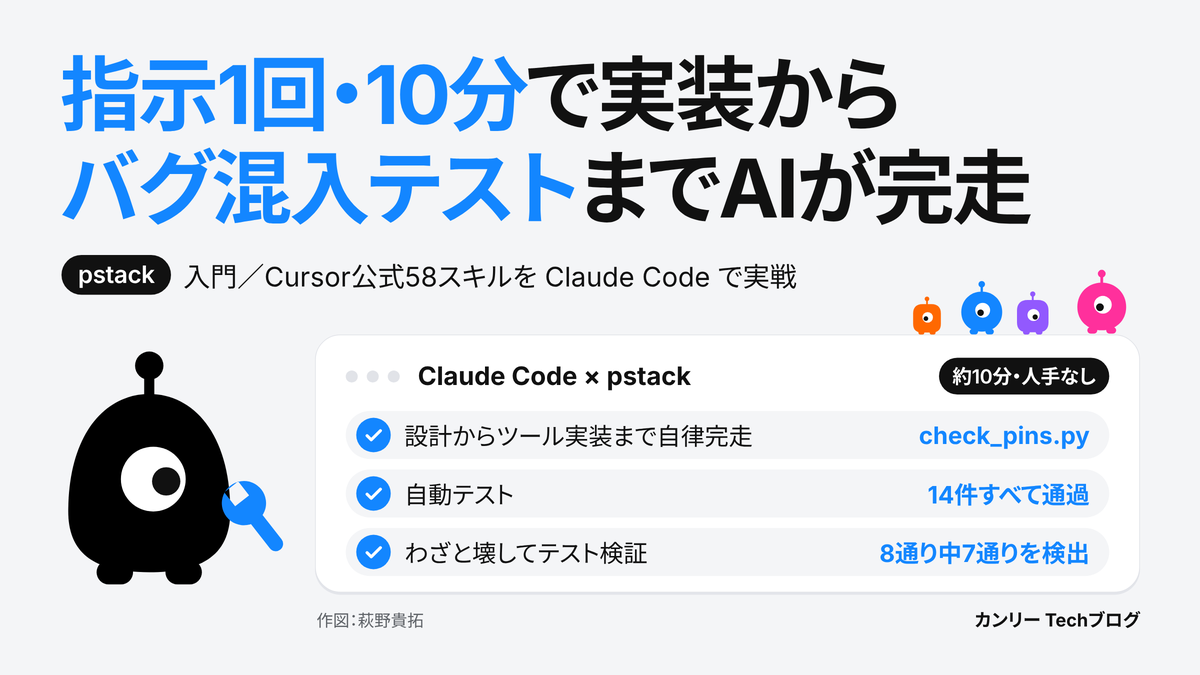 指示1回・10分で実装から
バグ混入テストまでAIが完走
pstack 入門／Cursor公式58スキルを Claude Code で実戦
Claude Code × pstack 約10分・人手なし
設計からツール実装まで自律完走 check_pins.py
自動テスト 14件すべて通過
わざと壊してテスト検証 8通り中7通りを検出
作図：萩野貴拓 カンリー Techブログ